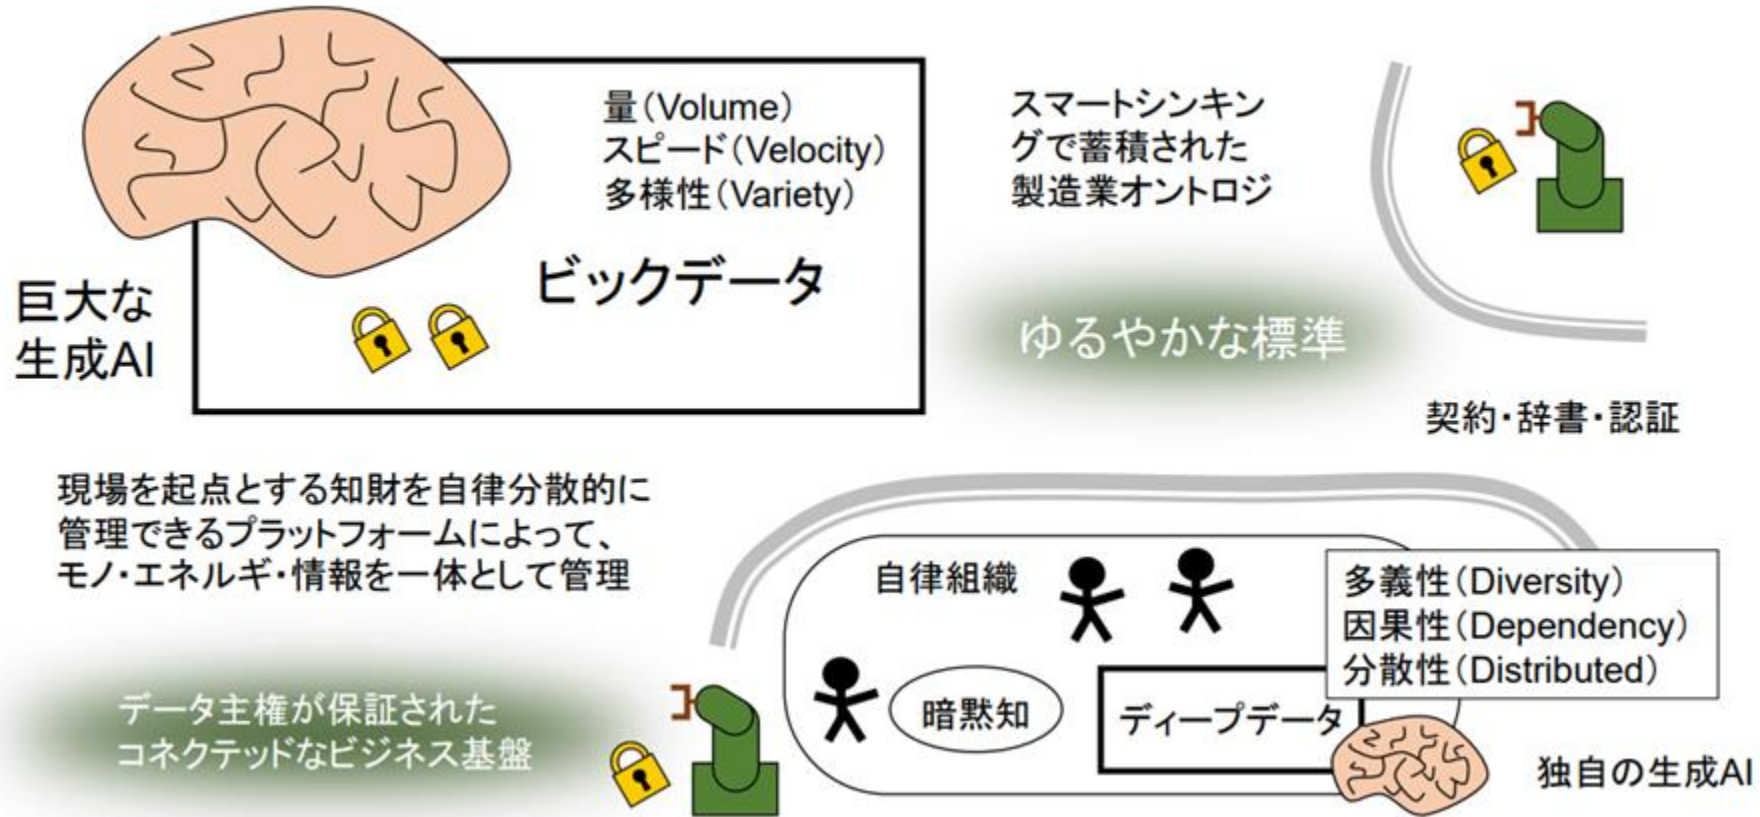 量（Volume）
スピード（Velocity）
多様性（Variety）
ビックデータ
巨大な
生成AI
スマートシンキン
グで蓄積された
製造業オントロジ
ゆるやかな標準
契約・辞書・認証
現場を起点とする知財を自律分散的に
管理できるプラットフォームによって、
モノ・エネルギ・情報を一体として管理
データ主権が保証された
コネクテッドなビジネス基盤
自律組織
多義性（Diversity）
因果性（Dependency）
分散性（Distributed）
暗黙知
ディープデータ
独自の生成AI